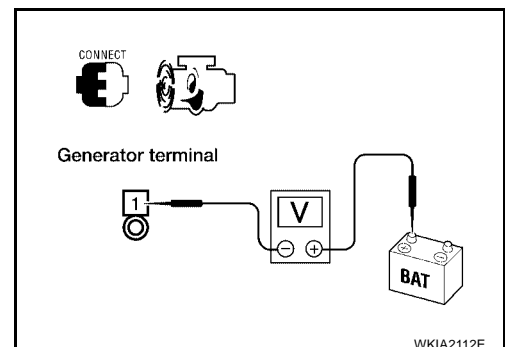 CONNECT
Generator terminal
1
V
BAT
WKIA2112E